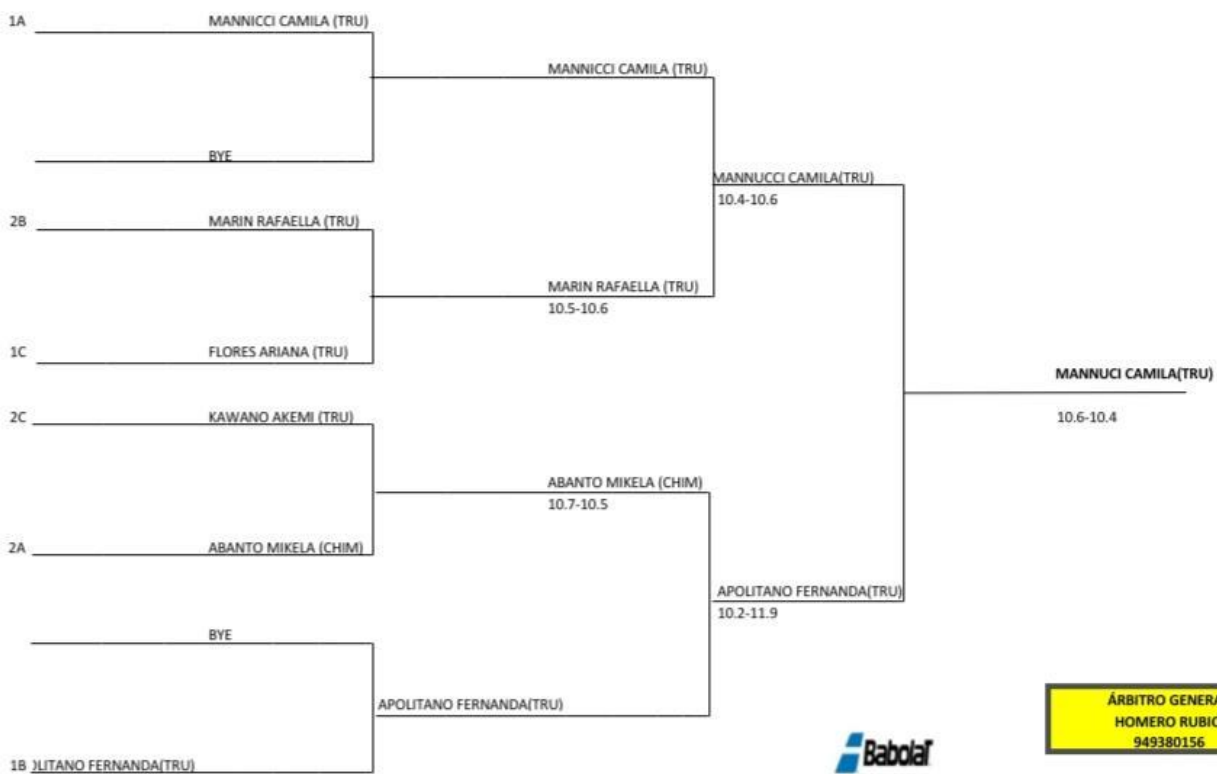 1A MANNICCI CAMILA (TRU)
MANNICCI CAMILA (TRU)
BYE
MANNUCCI CAMILA(TRU)
10.4-10.6
2B MARIN RAFAELLA (TRU)
MARIN RAFAELLA (TRU)
10.5-10.6
1C FLORES ARIANA (TRU)
MANNUCI CAMILA(TRU)
10.6-10.4
2C KAWANO AKEMI (TRU)
ABANTO MIKELA (CHIM)
10.7-10.5
2A ABANTO MIKELA (CHIM)
APOLITANO FERNANDA(TRU)
10.2-11.9
BYE
APOLITANO FERNANDA(TRU)
1B OLITANO FERNANDA(TRU)
Babolat
ÁRBITRO GENERA
HOMERO RUBIO
949380156